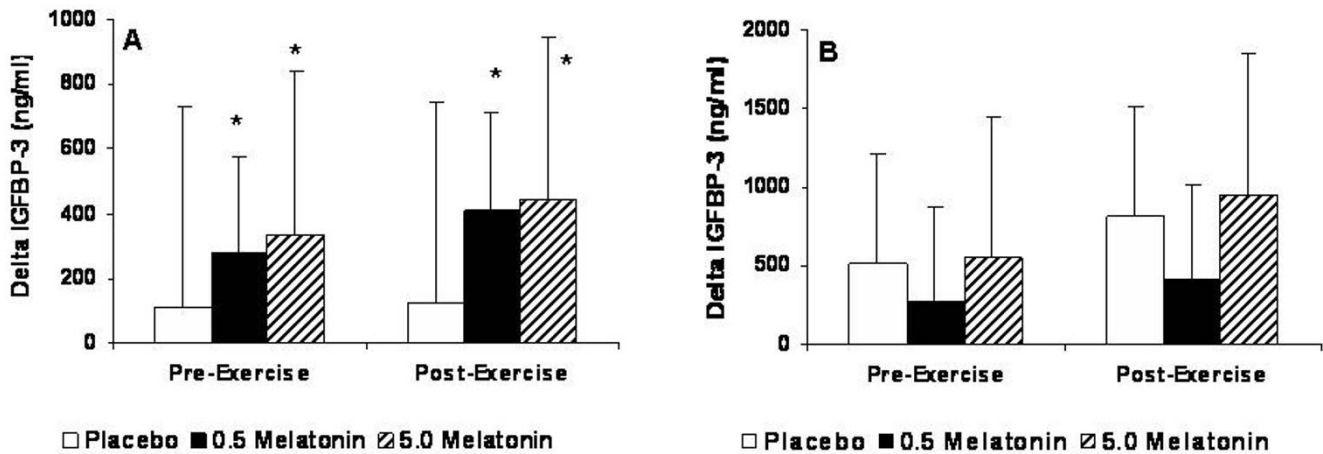 A
Delta IGFBP-3 (ng/ml)
1000
800
600
400
200
0
*
*
*
*
Pre-Exercise Post-Exercise
Placebo 0.5 Melatonin 5.0 Melatonin
B
Delta IGFBP-3 (ng/ml)
2000
1500
1000
500
0
Pre-Exercise Post-Exercise
Placebo 0.5 Melatonin 5.0 Melatonin